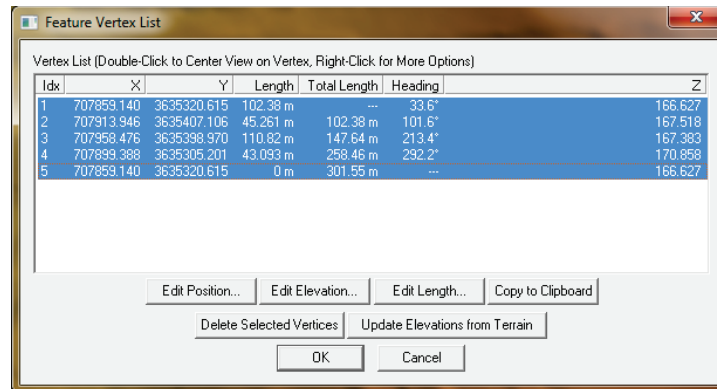 Feature Vertex List
Vertex List (Double-Click to Center View on Vertex, Right-Click for More Options)
Idx X Y Length Total Length Heading Z
1 707859.140 3635320.615 102.38 m --- 33.6° 166.627
2 707913.946 3635407.106 45.261 m 102.38 m 101.6° 167.518
3 707958.476 3635398.970 110.82 m 147.64 m 213.4° 167.383
4 707899.388 3635305.201 43.093 m 258.46 m 292.2° 170.858
5 707859.140 3635320.615 0 m 301.55 m --- 166.627
Edit Position... Edit Elevation... Edit Length... Copy to Clipboard
Delete Selected Vertices Update Elevations from Terrain
OK Cancel